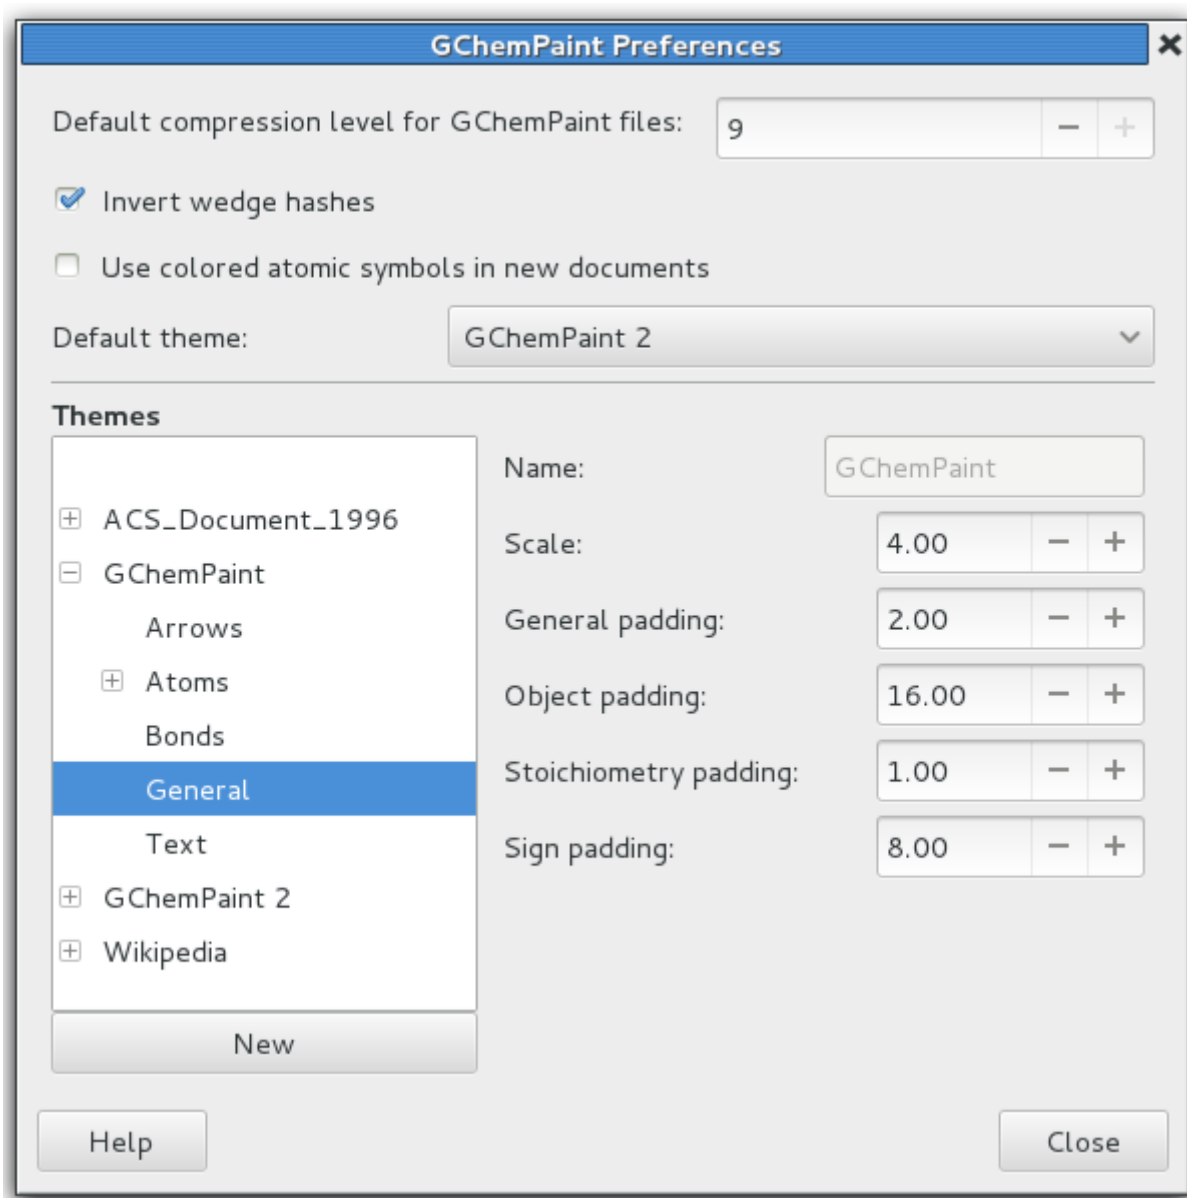 GChemPaint Preferences
Default compression level for GChemPaint files: 9
Invert wedge hashes
Use colored atomic symbols in new documents
Default theme: GChemPaint 2
Themes
ACS_Document_1996
GChemPaint
Arrows
Atoms
Bonds
General
Text
GChemPaint 2
Wikipedia
New
Name: GChemPaint
Scale: 4.00
General padding: 2.00
Object padding: 16.00
Stoichiometry padding: 1.00
Sign padding: 8.00
Help
Close